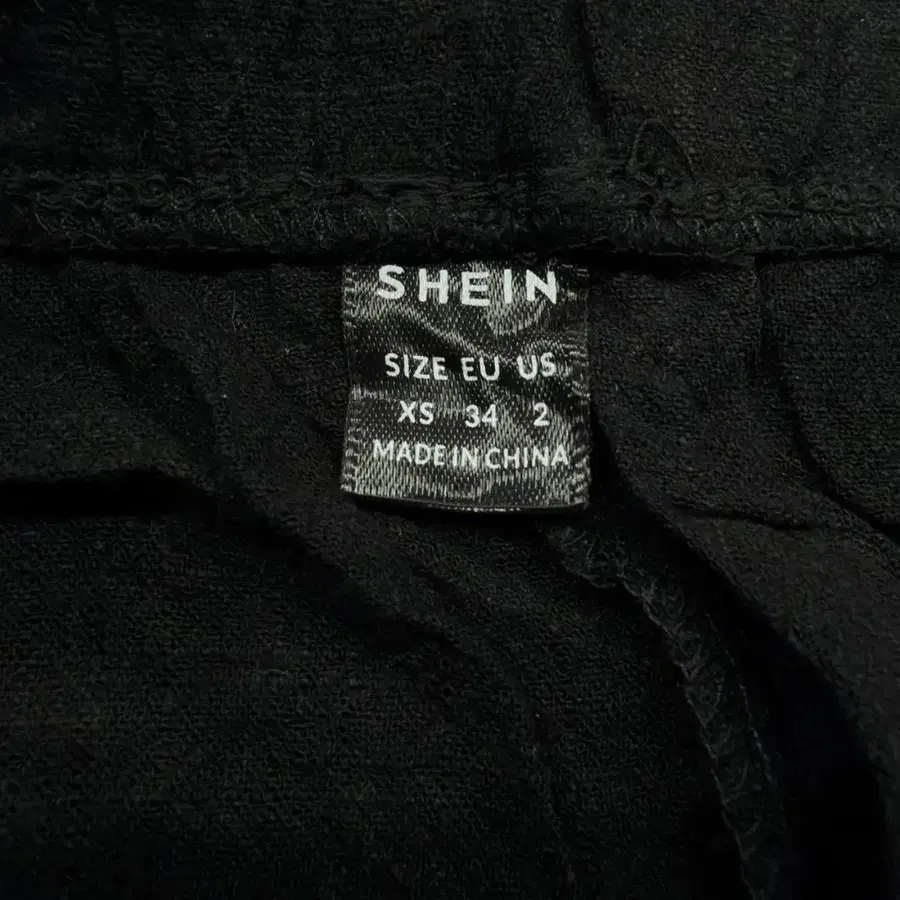 SHEIN
SIZE EU US
XS 34 2
MADE IN CHINA